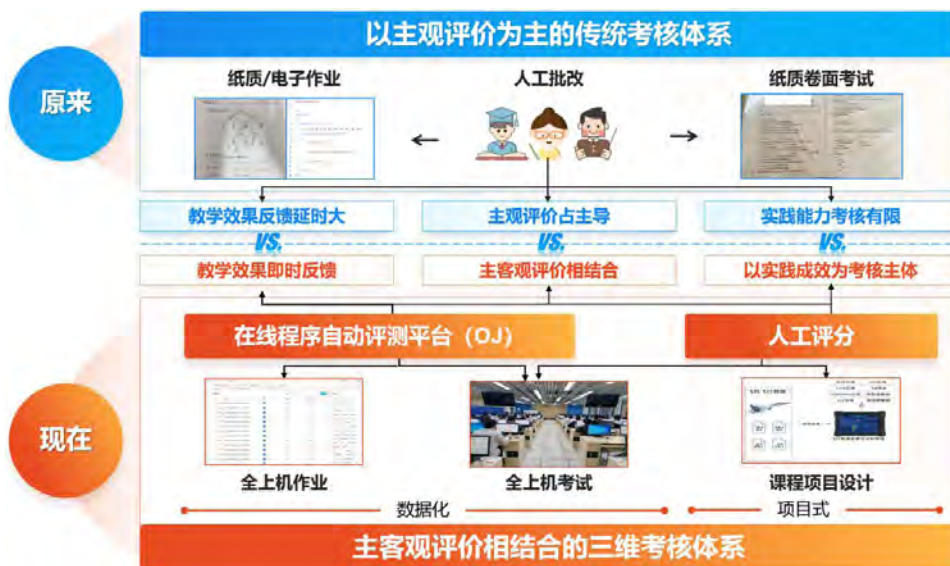 以主观评价为主的传统考核体系
原来
纸质/电子作业
人工批改
纸质卷面考试
教学效果反馈延时大
主观评价占主导
实践能力考核有限
VS.
VS.
VS.
教学效果即时反馈
主客观评价相结合
以实践成效为考核主体
在线程序自动评测平台（OJ）
人工评分
现在
全上机作业
全上机考试
课程项目设计
数据化
项目式
主客观评价相结合的三维考核体系